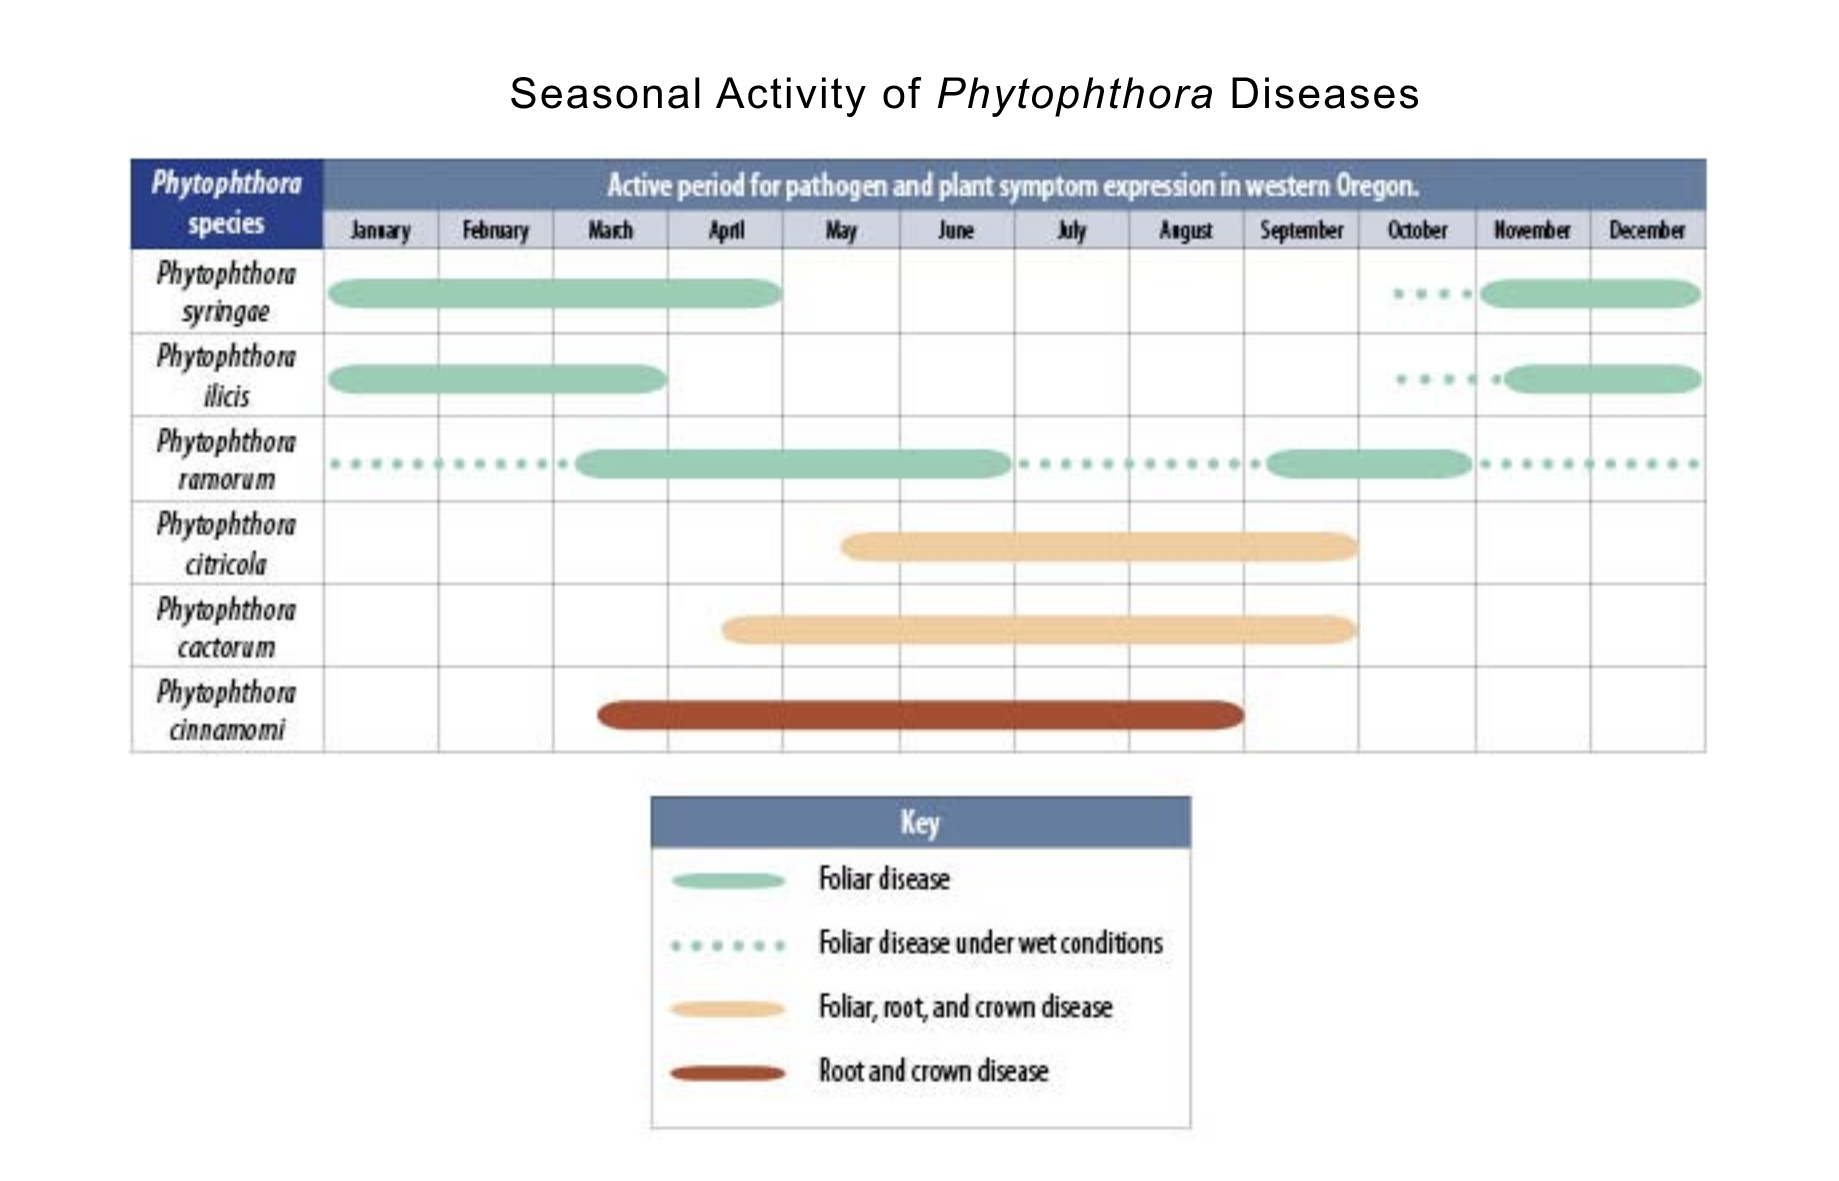 Seasonal Activity of Phytophthora Diseases
Phytophthora
species
Active period for pathogen and plant symptom expression in western Oregon.
January February March April May June July August September October November December
Phytophthora
syringae
Phytophthora
ilicis
Phytophthora
ramorum
Phytophthora
citricola
Phytophthora
cactorum
Phytophthora
cinnamomi
Key
Foliar disease
Foliar disease under wet conditions
Foliar, root, and crown disease
Root and crown disease